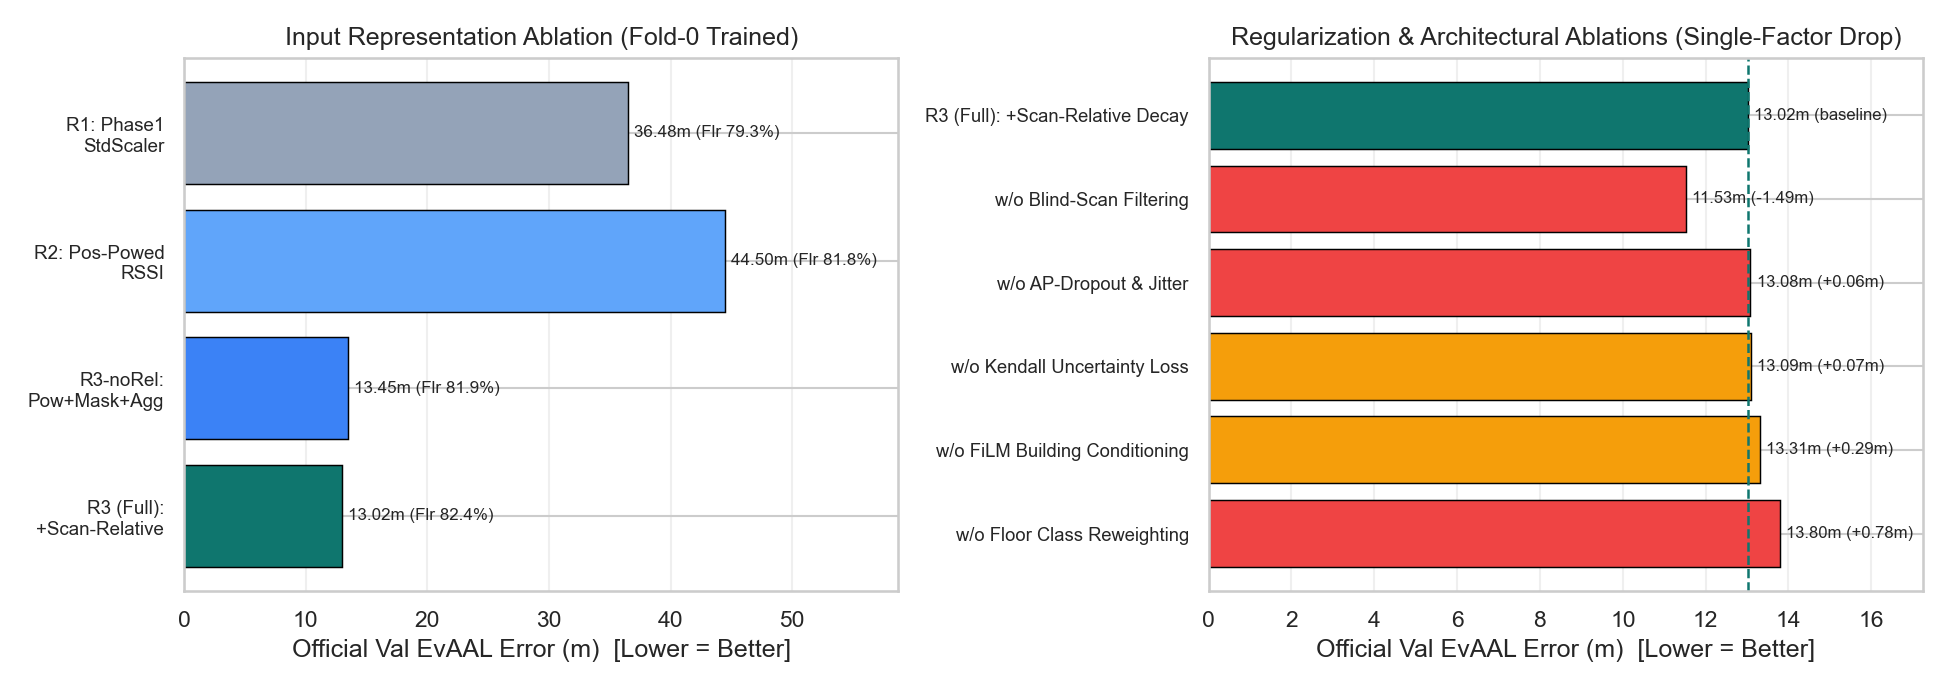 Input Representation Ablation (Fold-0 Trained)
R1: Phase1
StdScaler
36.48m (Flr 79.3%)
R2: Pos-Powed
RSSI
44.50m (Flr 81.8%)
R3-noRel:
Pow+Mask+Agg
13.45m (Flr 81.9%)
R3 (Full):
+Scan-Relative
13.02m (Flr 82.4%)
0 10 20 30 40 50
Official Val EvAAL Error (m)  [Lower = Better]
Regularization & Architectural Ablations (Single-Factor Drop)
R3 (Full): +Scan-Relative Decay
13.02m (baseline)
w/o Blind-Scan Filtering
11.53m (-1.49m)
w/o AP-Dropout & Jitter
13.08m (+0.06m)
w/o Kendall Uncertainty Loss
13.09m (+0.07m)
w/o FiLM Building Conditioning
13.31m (+0.29m)
w/o Floor Class Reweighting
13.80m (+0.78m)
0 2 4 6 8 10 12 14 16
Official Val EvAAL Error (m)  [Lower = Better]